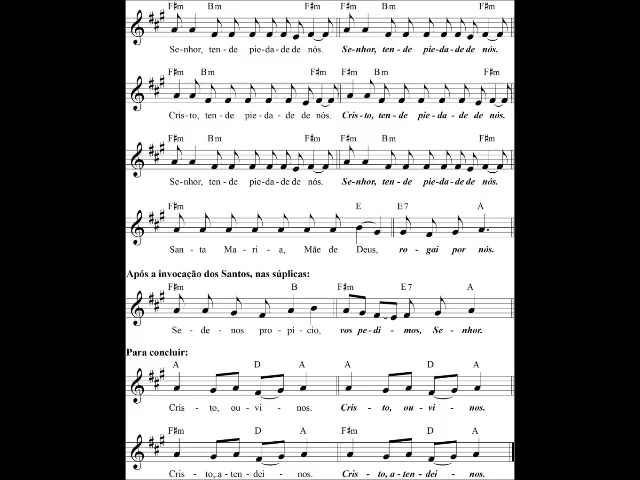 F♯m Bm F♯m F♯m Bm F♯m
Se-nhor, ten-de pie-da-de de nós. Se-nhor, ten-de pie-da-de de nós.
F♯m Bm F♯m F♯m Bm F♯m
Cris-to, ten-de pie-da-de de nós. Cris-to, ten-de pie-da-de de nós.
F♯m Bm F♯m F♯m Bm F♯m
Se-nhor, ten-de pie-da-de de nós. Se-nhor, ten-de pie-da-de de nós.
E E7 A
San-ta Ma-ri-a, Mãe de Deus, ro-gai por nós.
Após a invocação dos Santos, nas súplicas:
F♯m B F♯m E7 A
Se-de-nos pro-pí-cio, vos pe-di-mos, Se-nhor.
Para concluir:
A D A A D A
Cris-to, ou-vi-nos. Cris-to, ou-vi-nos.
F♯m D A F♯m D A
Cris-to, a-ten-dei-nos. Cris-to, a-ten-dei-nos.